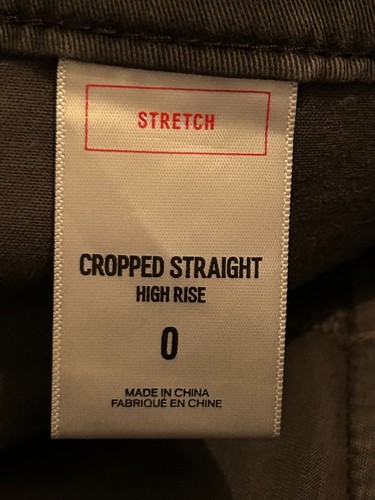 STRETCH
CROPPED STRAIGHT
HIGH RISE
0
MADE IN CHINA
FABRIQUÉ EN CHINE